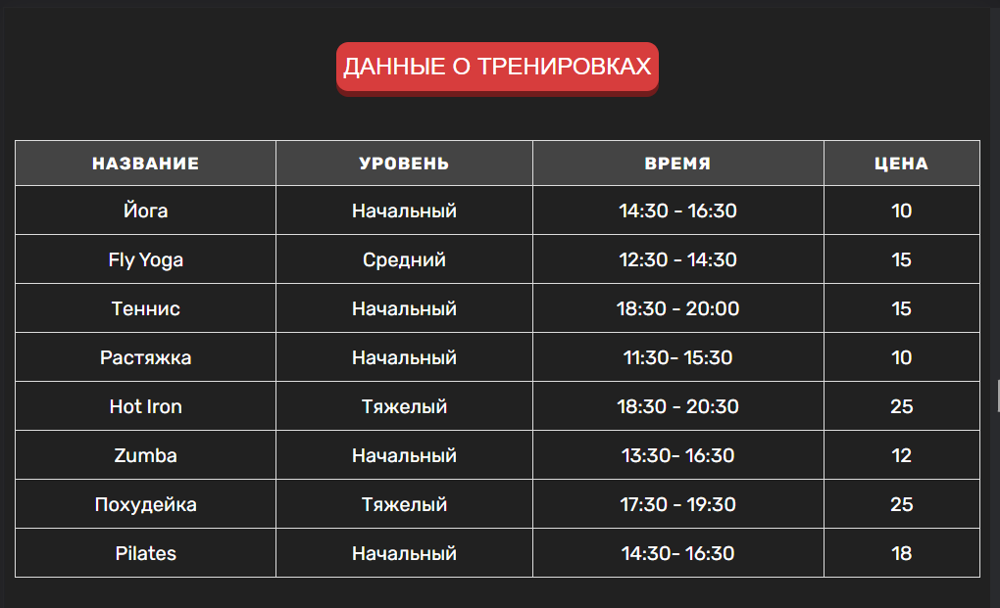 ДАННЫЕ О ТРЕНИРОВКАХ
НАЗВАНИЕ УРОВЕНЬ ВРЕМЯ ЦЕНА
Йога Начальный 14:30 - 16:30 10
Fly Yoga Средний 12:30 - 14:30 15
Теннис Начальный 18:30 - 20:00 15
Растяжка Начальный 11:30- 15:30 10
Hot Iron Тяжелый 18:30 - 20:30 25
Zumba Начальный 13:30- 16:30 12
Похудейка Тяжелый 17:30 - 19:30 25
Pilates Начальный 14:30- 16:30 18